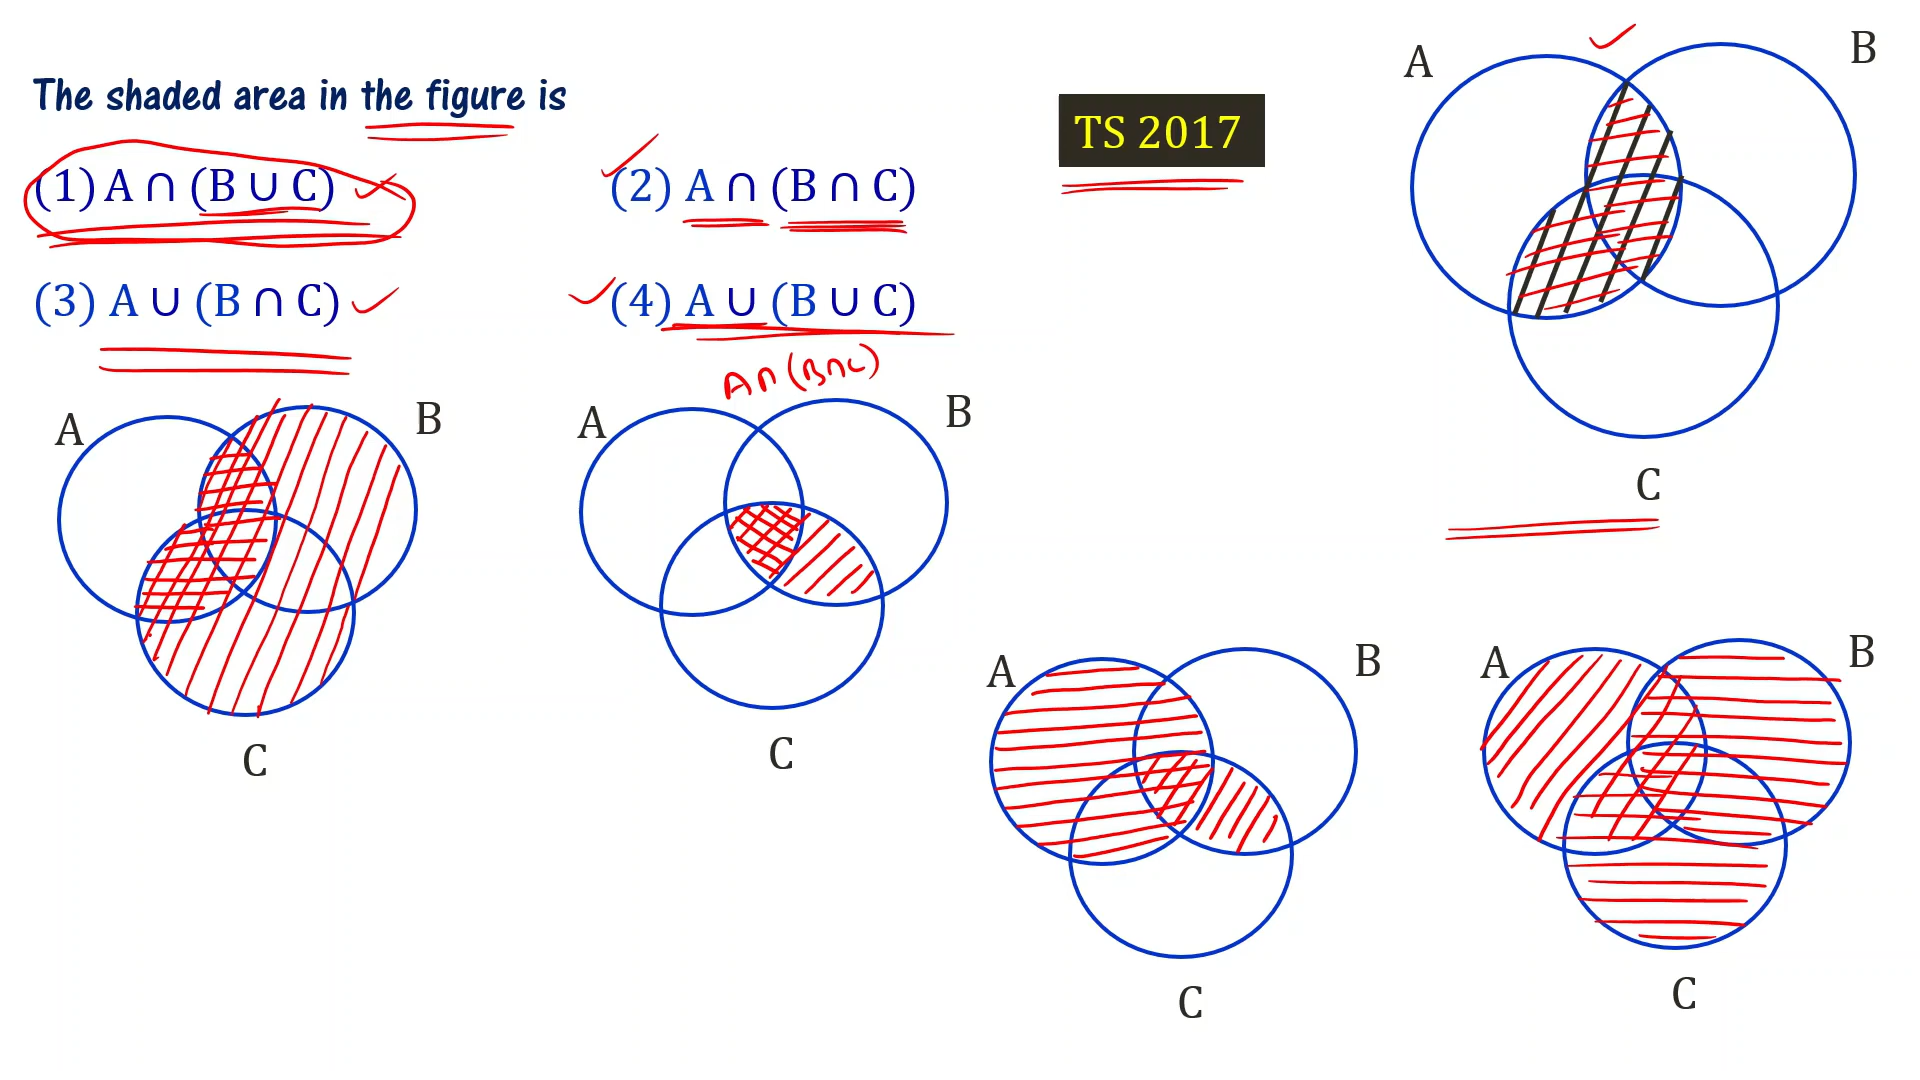 The shaded area in the figure is
TS 2017
(1) A ∩ (B ∪ C)
(2) A ∩ (B ∩ C)
(3) A ∪ (B ∩ C)
(4) A ∪ (B ∪ C)
A B
C
A∩(B∩C)
A B
C
A B
C
A B
C
A B
C